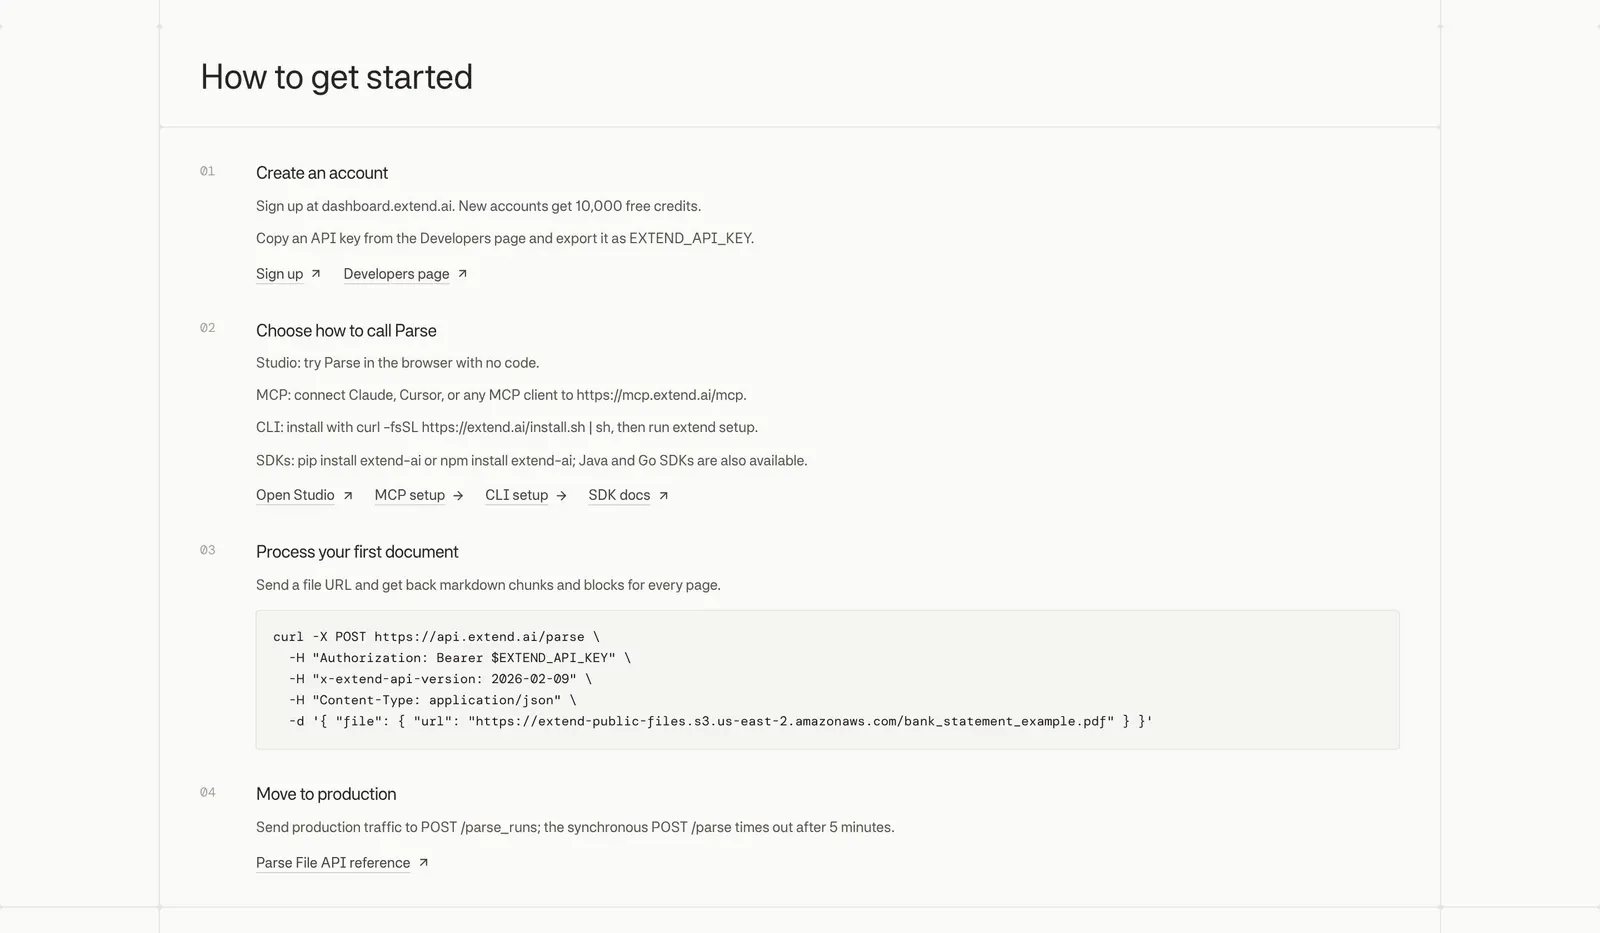 How to get started
01
Create an account
Sign up at dashboard.extend.ai. New accounts get 10,000 free credits.
Copy an API key from the Developers page and export it as EXTEND_API_KEY.
Sign up ↗ Developers page ↗
02
Choose how to call Parse
Studio: try Parse in the browser with no code.
MCP: connect Claude, Cursor, or any MCP client to https://mcp.extend.ai/mcp.
CLI: install with curl -fsSL https://extend.ai/install.sh | sh, then run extend setup.
SDKs: pip install extend-ai or npm install extend-ai; Java and Go SDKs are also available.
Open Studio ↗ MCP setup → CLI setup → SDK docs ↗
03
Process your first document
Send a file URL and get back markdown chunks and blocks for every page.
curl -X POST https://api.extend.ai/parse \
  -H "Authorization: Bearer $EXTEND_API_KEY" \
  -H "x-extend-api-version: 2026-02-09" \
  -H "Content-Type: application/json" \
  -d '{ "file": { "url": "https://extend-public-files.s3.us-east-2.amazonaws.com/bank_statement_example.pdf" } }'
04
Move to production
Send production traffic to POST /parse_runs; the synchronous POST /parse times out after 5 minutes.
Parse File API reference ↗